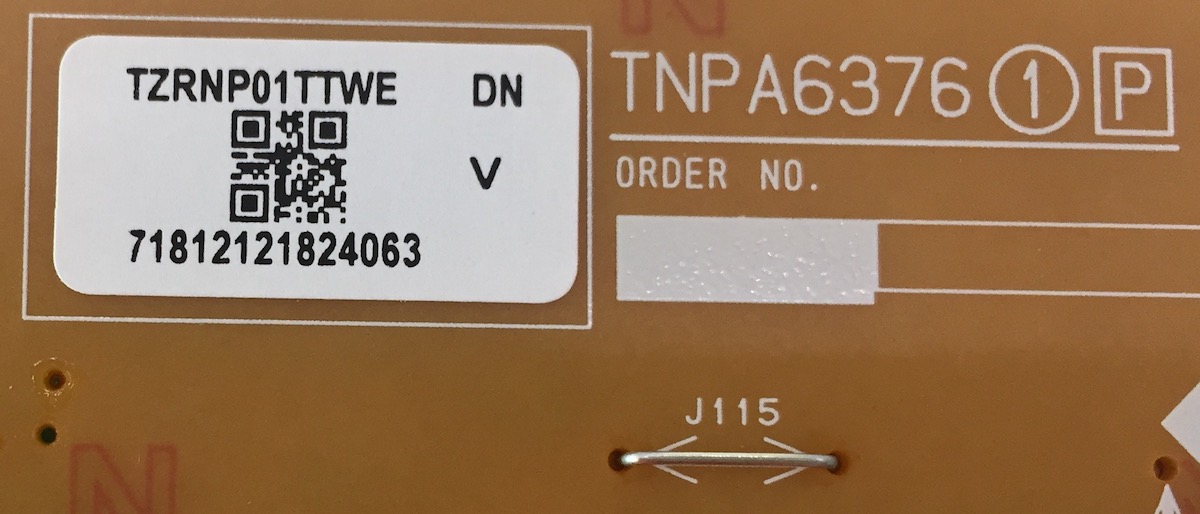 TZRNP01TTWE DN
V
71812121824063
TNPA6376 1 P
ORDER NO.
J115
N
N